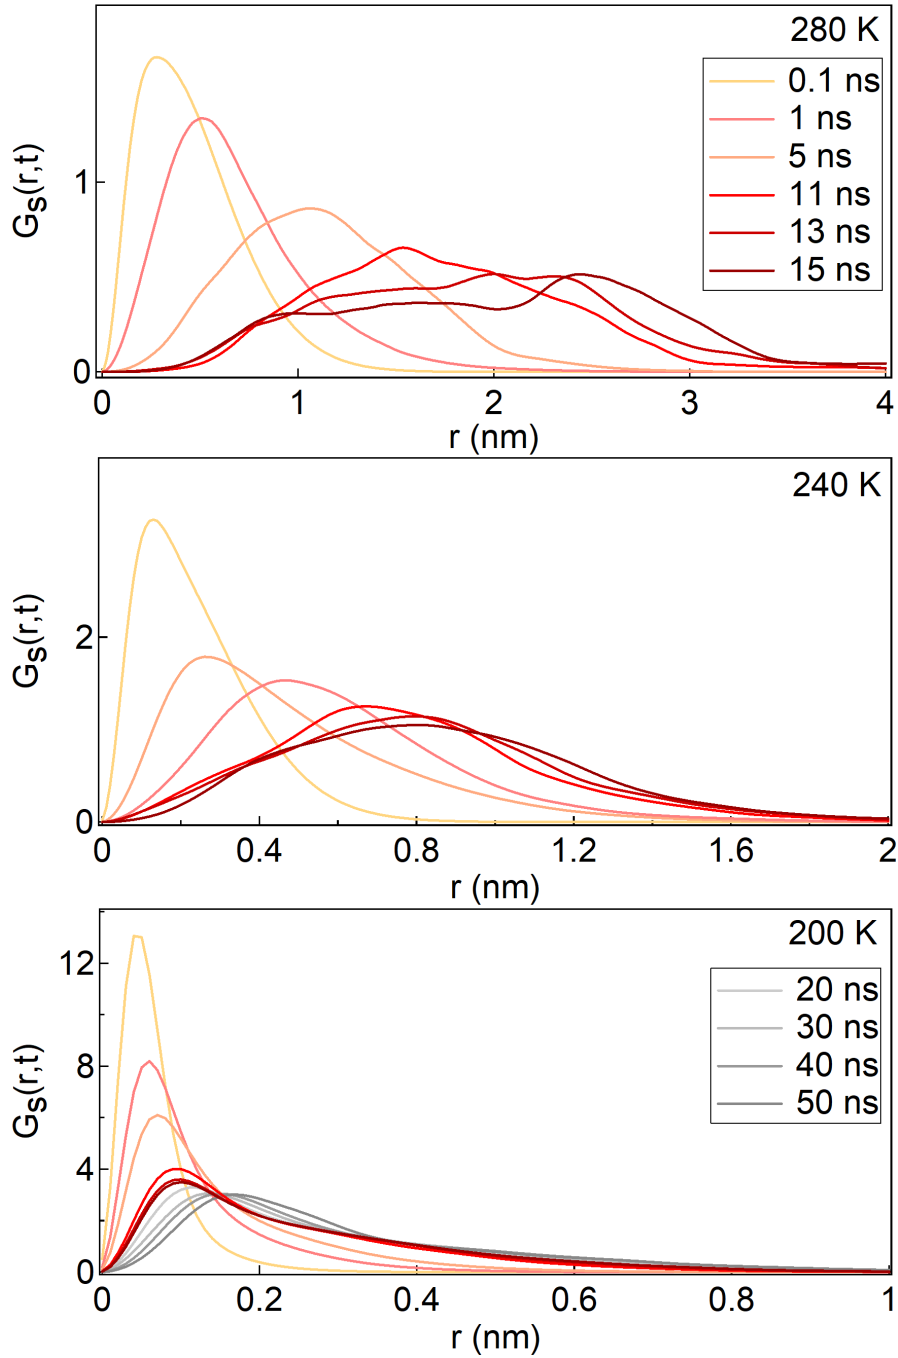 280 K
0.1 ns
1 ns
5 ns
11 ns
13 ns
15 ns
Gs(r,t)
1
0
0 1 2 3 4
r (nm)
240 K
Gs(r,t)
2
0
0 0.4 0.8 1.2 1.6 2
r (nm)
200 K
20 ns
30 ns
40 ns
50 ns
Gs(r,t)
12
8
4
0
0 0.2 0.4 0.6 0.8 1
r (nm)